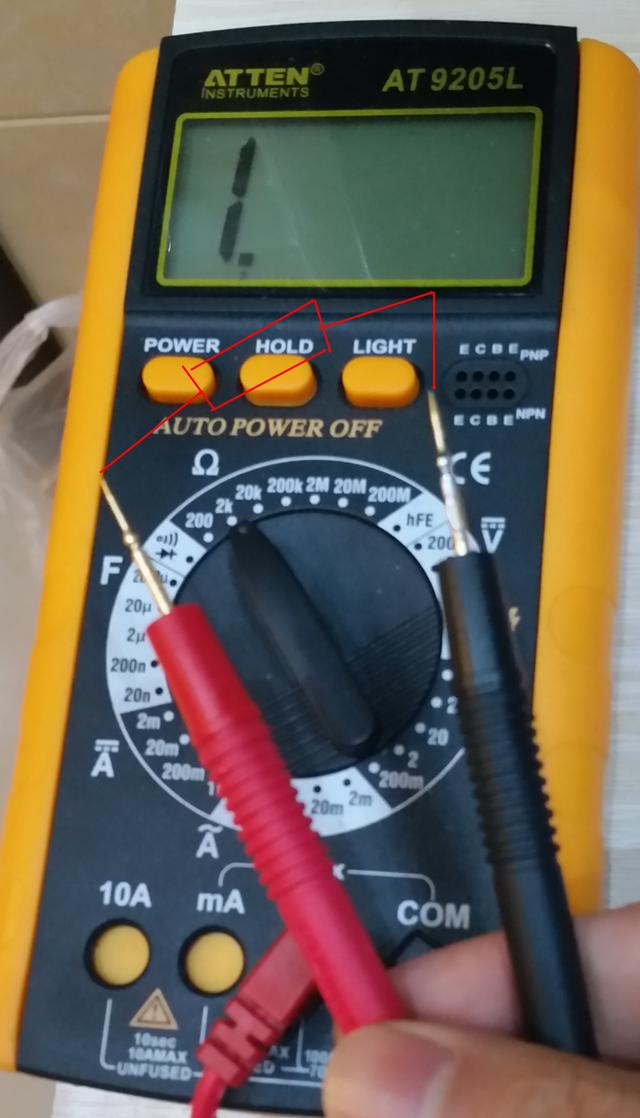 ATTEN®
INSTRUMENTS
AT 9205L
1.
POWER HOLD LIGHT
E C B E PNP
E C B E NPN
AUTO POWER OFF
Ω
CE
200 2k 20k 200k 2M 20M 200M
hFE
200
V
F
20μ
2μ
200n
20n
2m
20m
200m
A
20
2
200m
2m
20m
A
10A mA COM
10sec
10AMAX
UNFUSED